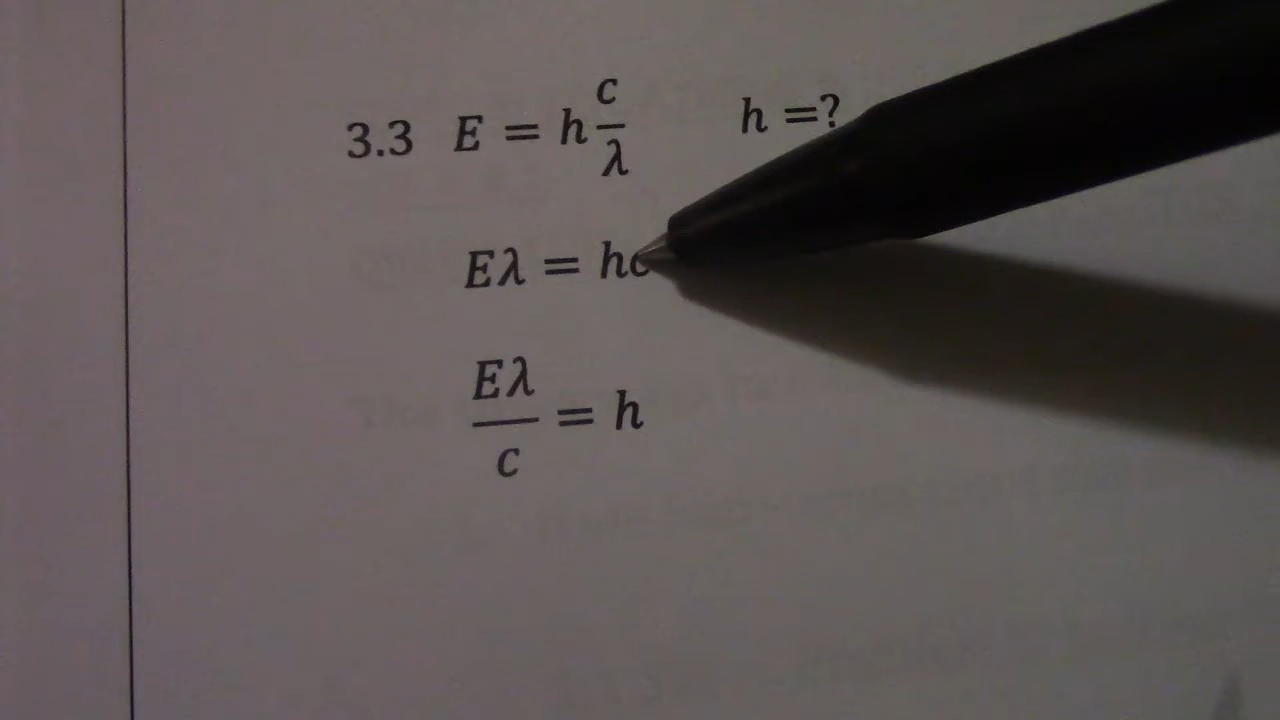 3.3 E = h c/λ h =?
Eλ = hc
Eλ/c = h